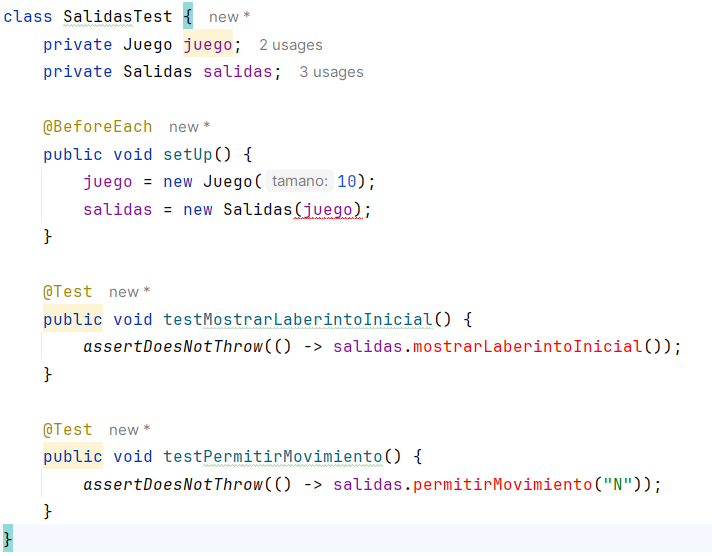 class SalidasTest { new *
    private Juego juego; 2 usages
    private Salidas salidas; 3 usages

    @BeforeEach new *
    public void setUp() {
        juego = new Juego( tamano: 10);
        salidas = new Salidas(juego);
    }

    @Test new *
    public void testMostrarLaberintoInicial() {
        assertDoesNotThrow(() -> salidas.mostrarLaberintoInicial());
    }

    @Test new *
    public void testPermitirMovimiento() {
        assertDoesNotThrow(() -> salidas.permitirMovimiento("N"));
    }
}